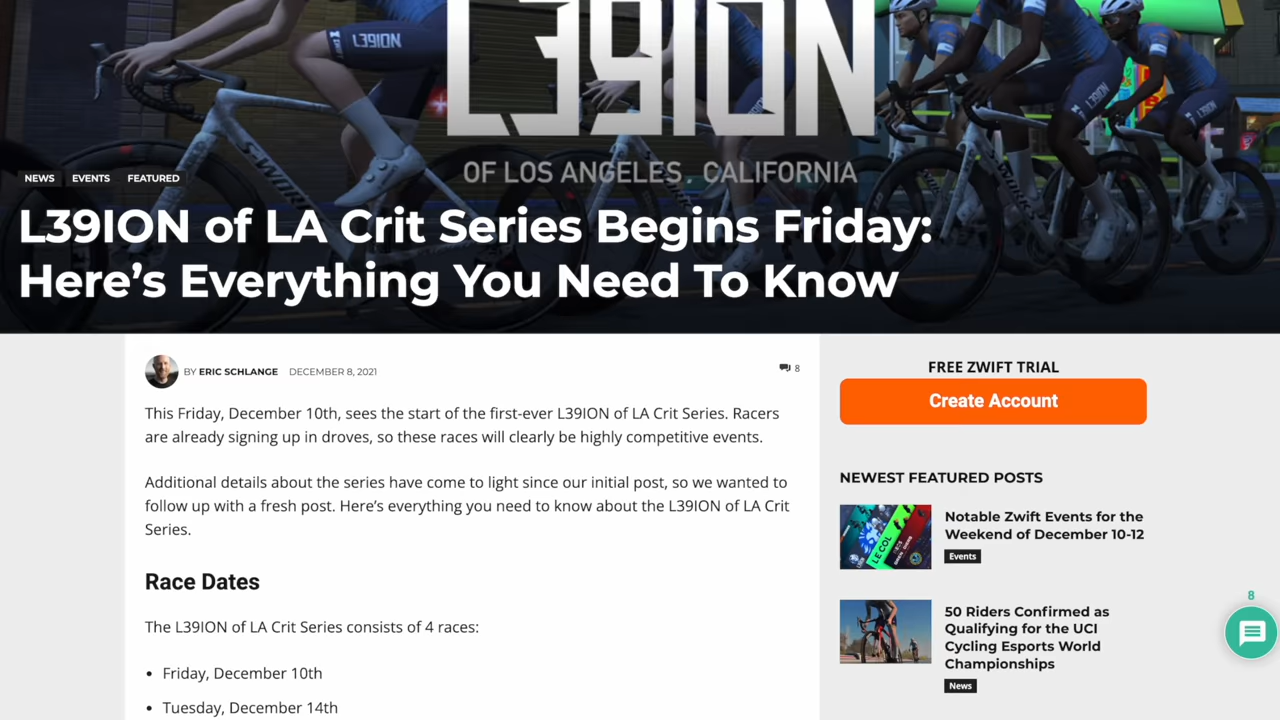 L39ION
L39ION
OF LOS ANGELES, CALIFORNIA
S-WORKS
NEWS EVENTS FEATURED
L39ION of LA Crit Series Begins Friday:
Here's Everything You Need To Know
BY ERIC SCHLANGE DECEMBER 8, 2021 8
This Friday, December 10th, sees the start of the first-ever L39ION of LA Crit Series. Racers
are already signing up in droves, so these races will clearly be highly competitive events.
Additional details about the series have come to light since our initial post, so we wanted to
follow up with a fresh post. Here's everything you need to know about the L39ION of LA Crit
Series.
Race Dates
The L39ION of LA Crit Series consists of 4 races:
• Friday, December 10th
• Tuesday, December 14th
FREE ZWIFT TRIAL
Create Account
NEWEST FEATURED POSTS
LE COL
Notable Zwift Events for the
Weekend of December 10-12
Events
50 Riders Confirmed as
Qualifying for the UCI
Cycling Esports World
Championships
News
8